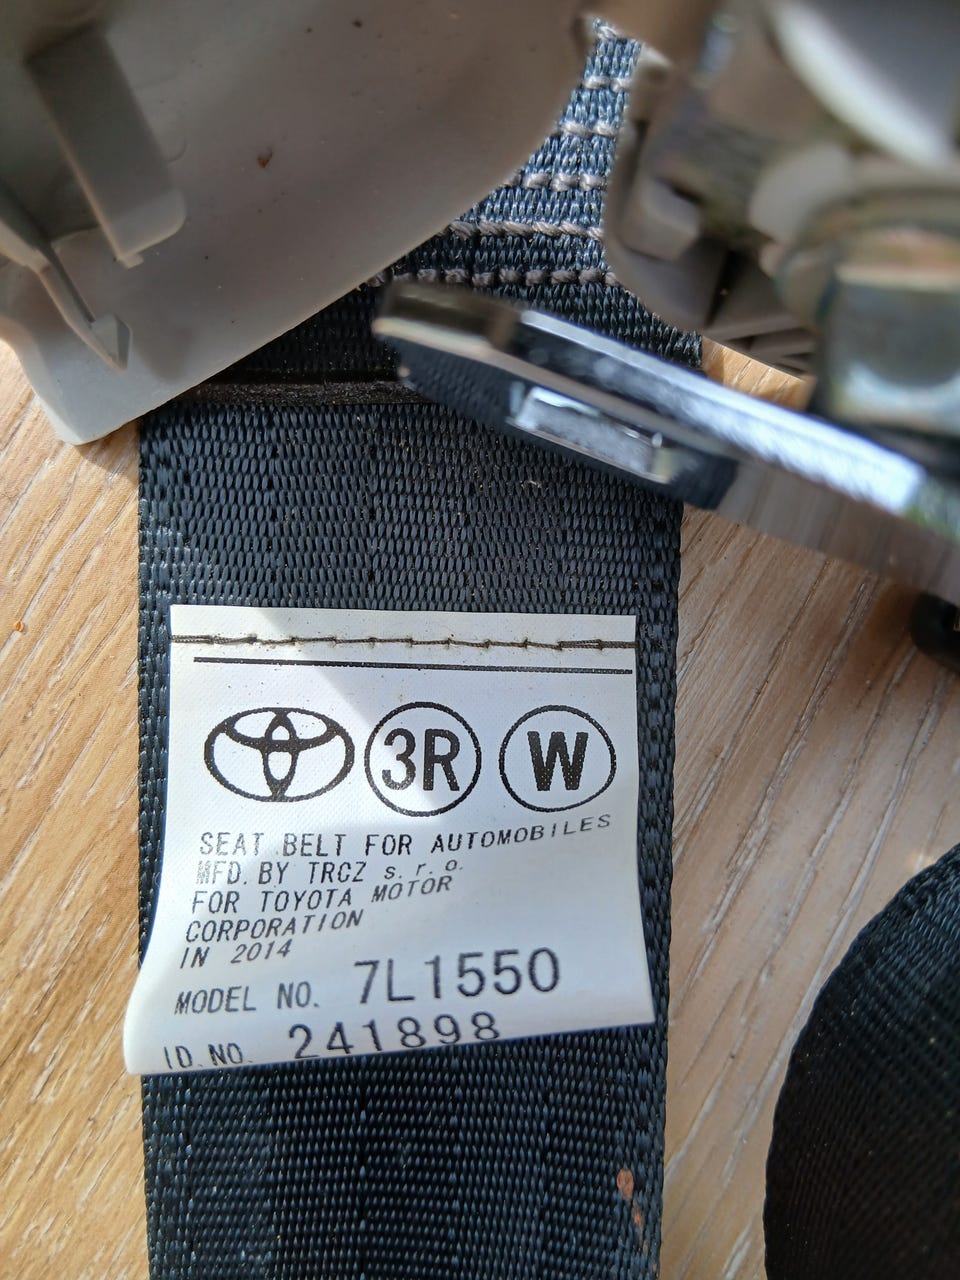 3R W
SEAT BELT FOR AUTOMOBILES
MFD. BY TRCZ s. r. o.
FOR TOYOTA MOTOR
CORPORATION
IN 2014
MODEL NO. 7L1550
ID.NO. 241898